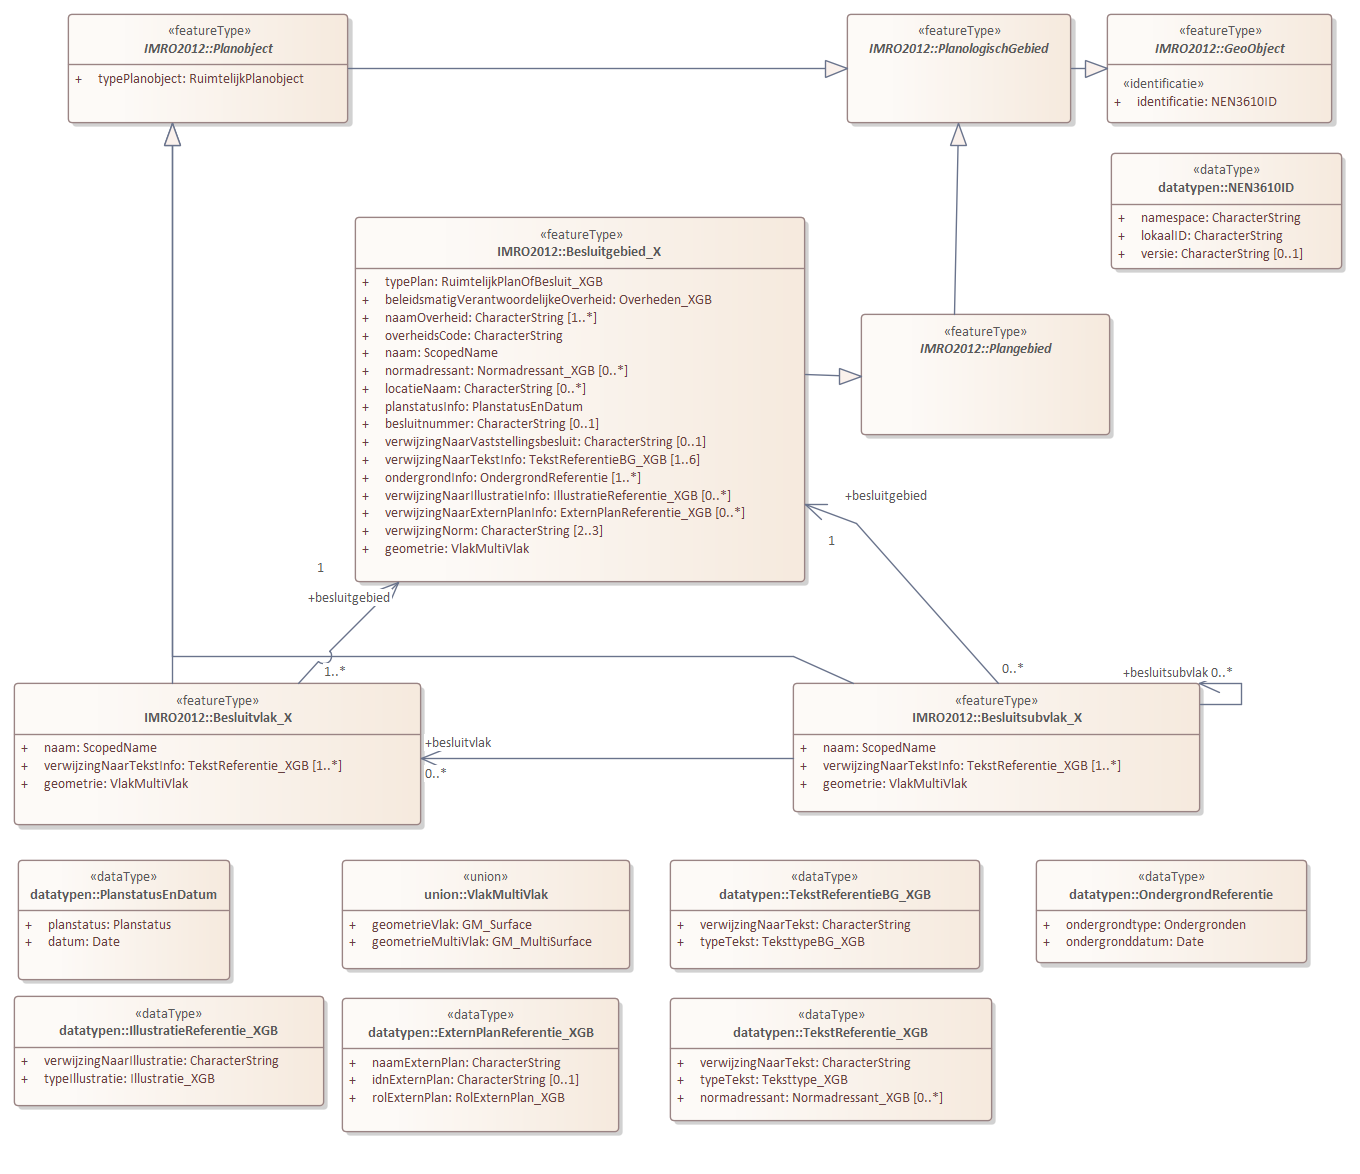 «featureType»
IMRO2012::Planobject
+ typePlanobject: RuimtelijkPlanobject
«featureType»
IMRO2012::PlanologischGebied
«featureType»
IMRO2012::GeoObject
«identificatie»
+ identificatie: NEN3610ID
«dataType»
datatypen::NEN3610ID
+ namespace: CharacterString
+ lokaalID: CharacterString
+ versie: CharacterString [0..1]
«featureType»
IMRO2012::Besluitgebied_X
+ typePlan: RuimtelijkPlanOfBesluit_XGB
+ beleidsmatigVerantwoordelijkeOverheid: Overheden_XGB
+ naamOverheid: CharacterString [1..*]
+ overheidsCode: CharacterString
+ naam: ScopedName
+ normadressant: Normadressant_XGB [0..*]
+ locatieNaam: CharacterString [0..*]
+ planstatusInfo: PlanstatusEnDatum
+ besluitnummer: CharacterString [0..1]
+ verwijzingNaarVaststellingsbesluit: CharacterString [0..1]
+ verwijzingNaarTekstInfo: TekstReferentieBG_XGB [1..6]
+ ondergrondInfo: OndergrondReferentie [1..*]
+ verwijzingNaarIllustratieInfo: IllustratieReferentie_XGB [0..*]
+ verwijzingNaarExternPlanInfo: ExternPlanReferentie_XGB [0..*]
+ verwijzingNorm: CharacterString [2..3]
+ geometrie: VlakMultiVlak
«featureType»
IMRO2012::Plangebied
+besluitgebied
1
1
+besluitgebied
1..*
0..*
+besluitsubvlak 0..*
«featureType»
IMRO2012::Besluitvlak_X
+ naam: ScopedName
+ verwijzingNaarTekstInfo: TekstReferentie_XGB [1..*]
+ geometrie: VlakMultiVlak
+besluitvlak
0..*
«featureType»
IMRO2012::Besluitsubvlak_X
+ naam: ScopedName
+ verwijzingNaarTekstInfo: TekstReferentie_XGB [1..*]
+ geometrie: VlakMultiVlak
«dataType»
datatypen::PlanstatusEnDatum
+ planstatus: Planstatus
+ datum: Date
«union»
union::VlakMultiVlak
+ geometrieVlak: GM_Surface
+ geometrieMultiVlak: GM_MultiSurface
«dataType»
datatypen::TekstReferentieBG_XGB
+ verwijzingNaarTekst: CharacterString
+ typeTekst: TeksttypeBG_XGB
«dataType»
datatypen::OndergrondReferentie
+ ondergrondtype: Ondergronden
+ ondergronddatum: Date
«dataType»
datatypen::IllustratieReferentie_XGB
+ verwijzingNaarIllustratie: CharacterString
+ typeIllustratie: Illustratie_XGB
«dataType»
datatypen::ExternPlanReferentie_XGB
+ naamExternPlan: CharacterString
+ idnExternPlan: CharacterString [0..1]
+ rolExternPlan: RolExternPlan_XGB
«dataType»
datatypen::TekstReferentie_XGB
+ verwijzingNaarTekst: CharacterString
+ typeTekst: Teksttype_XGB
+ normadressant: Normadressant_XGB [0..*]